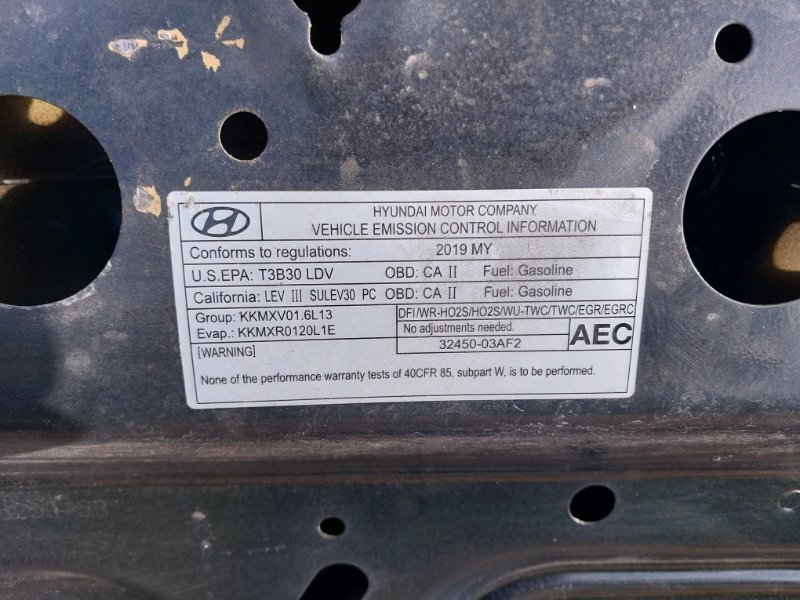 HYUNDAI MOTOR COMPANY
VEHICLE EMISSION CONTROL INFORMATION
Conforms to regulations: 2019 MY
U.S.EPA: T3B30 LDV OBD: CA II Fuel: Gasoline
California: LEV III SULEV30 PC OBD: CA II Fuel: Gasoline
Group: KKMXV01.6L13
Evap.: KKMXR0120L1E
DFI/WR-HO2S/HO2S/WU-TWC/TWC/EGR/EGRC
No adjustments needed.
32450-03AF2
AEC
[WARNING]
None of the performance warranty tests of 40CFR 85, subpart W, is to be performed.